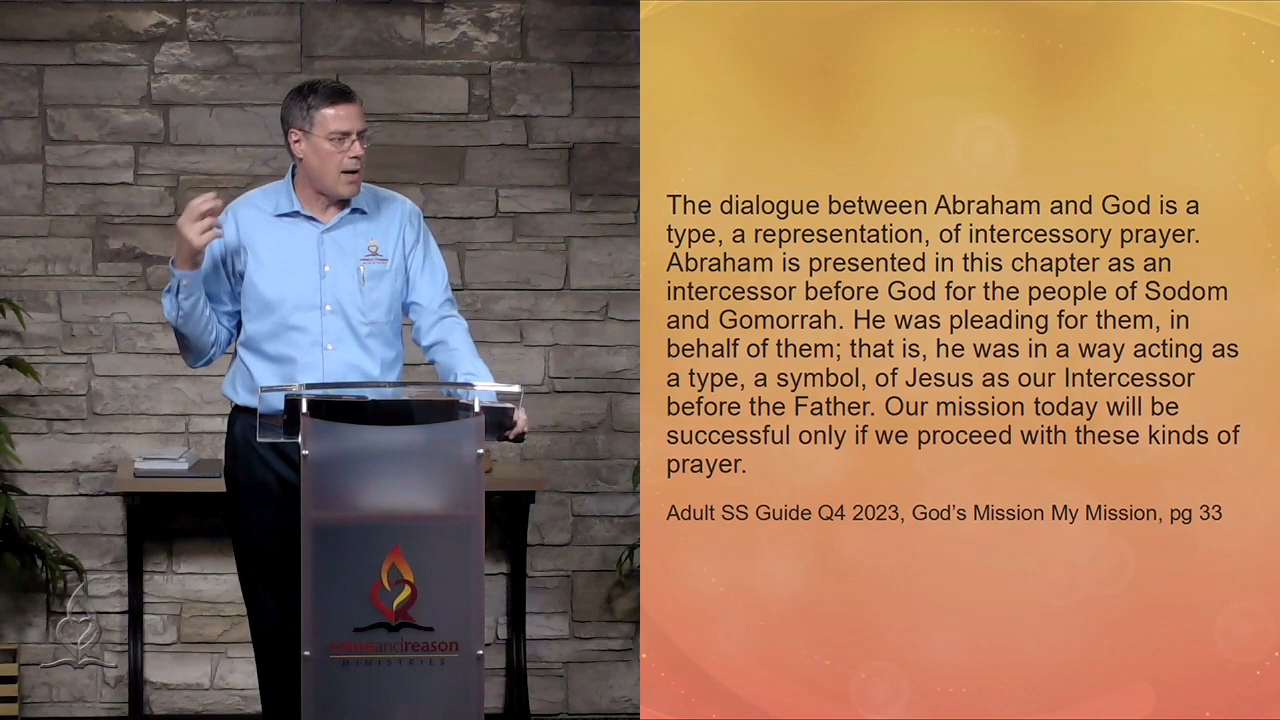 The dialogue between Abraham and God is a
type, a representation, of intercessory prayer.
Abraham is presented in this chapter as an
intercessor before God for the people of Sodom
and Gomorrah. He was pleading for them, in
behalf of them; that is, he was in a way acting as
a type, a symbol, of Jesus as our Intercessor
before the Father. Our mission today will be
successful only if we proceed with these kinds of
prayer.
Adult SS Guide Q4 2023, God’s Mission My Mission, pg 33
comeandreason
MINISTRIES